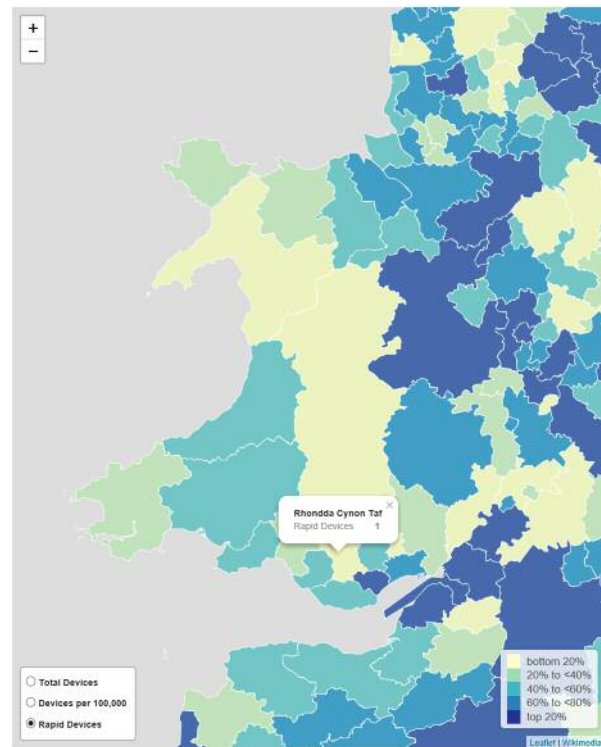 +
−
Rhondda Cynon Taf
×
Rapid Devices 1
Total Devices
Devices per 100,000
Rapid Devices
bottom 20%
20% to <40%
40% to <60%
60% to <80%
top 20%
Leaflet | Wikimedia